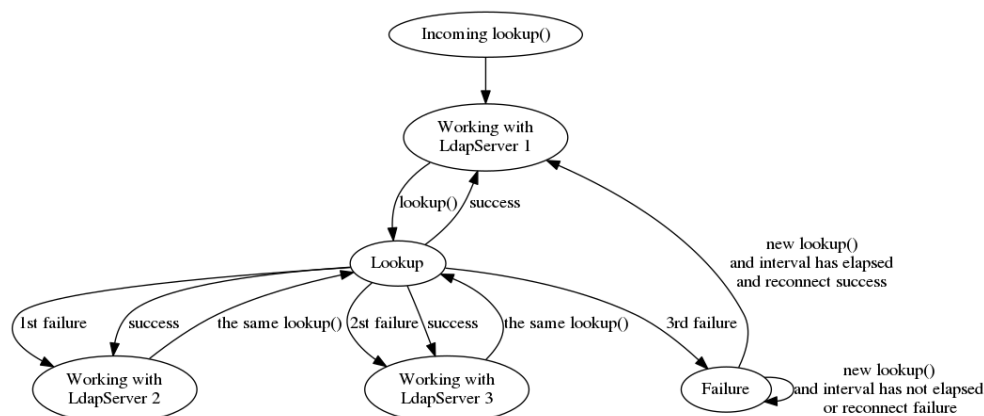 Incoming lookup()
Working with
LdapServer 1
lookup()
success
new lookup()
and interval has elapsed
and reconnect success
Lookup
1st failure
success
the same lookup()
2st failure
success
the same lookup()
3rd failure
Working with
LdapServer 2
Working with
LdapServer 3
Failure
new lookup()
and interval has not elapsed
or reconnect failure